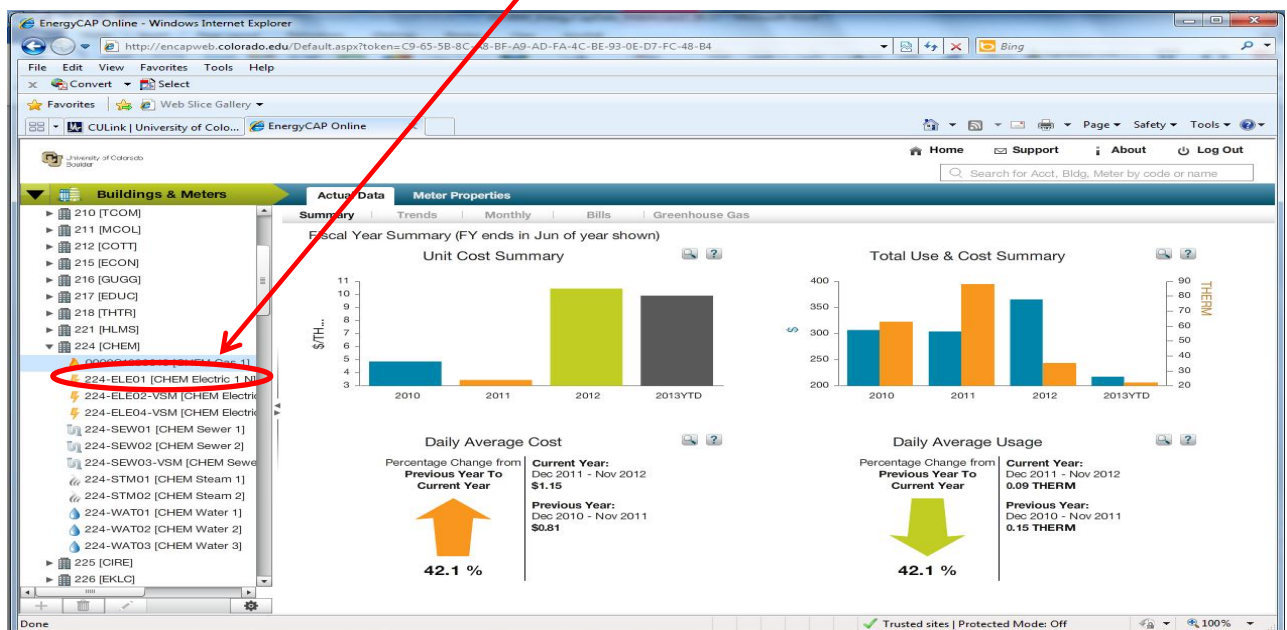 EnergyCAP Online - Windows Internet Explorer
http://encapweb.colorado.edu/Default.aspx?token=C9-65-5B-8C-A8-BF-A9-AD-FA-4C-BE-93-0E-D7-FC-48-B4
Bing
File Edit View Favorites Tools Help
x Convert Select
Favorites Web Slice Gallery
CULink | University of Colo... EnergyCAP Online
Page Safety Tools
University of Colorado
Boulder
Home Support About Log Out
Search for Acct, Bldg, Meter by code or name
Buildings & Meters
Actual Data Meter Properties
Summary Trends Monthly Bills Greenhouse Gas
210 [TCOM]
211 [MCOL]
212 [COTT]
215 [ECON]
216 [GUGG]
217 [EDUC]
218 [THTR]
221 [HLMS]
224 [CHEM]
[CHEM Gas 1]
224-ELE01 [CHEM Electric 1 N]
224-ELE02-VSM [CHEM Electric
224-ELE04-VSM [CHEM Electric
224-SEW01 [CHEM Sewer 1]
224-SEW02 [CHEM Sewer 2]
224-SEW03-VSM [CHEM Sewe
224-STM01 [CHEM Steam 1]
224-STM02 [CHEM Steam 2]
224-WAT01 [CHEM Water 1]
224-WAT02 [CHEM Water 2]
224-WAT03 [CHEM Water 3]
225 [CIRE]
226 [EKLC]
Fiscal Year Summary (FY ends in Jun of year shown)
Unit Cost Summary
$/TH...
11
10
9
8
7
6
5
4
3
2010 2011 2012 2013YTD
Total Use & Cost Summary
$
400
350
300
250
200
90
80
70
60
50
40
30
20
THERM
2010 2011 2012 2013YTD
Daily Average Cost
Percentage Change from
Previous Year To
Current Year
42.1 %
Current Year:
Dec 2011 - Nov 2012
$1.15
Previous Year:
Dec 2010 - Nov 2011
$0.81
Daily Average Usage
Percentage Change from
Previous Year To
Current Year
42.1 %
Current Year:
Dec 2011 - Nov 2012
0.09 THERM
Previous Year:
Dec 2010 - Nov 2011
0.15 THERM
Done
Trusted sites | Protected Mode: Off
100%